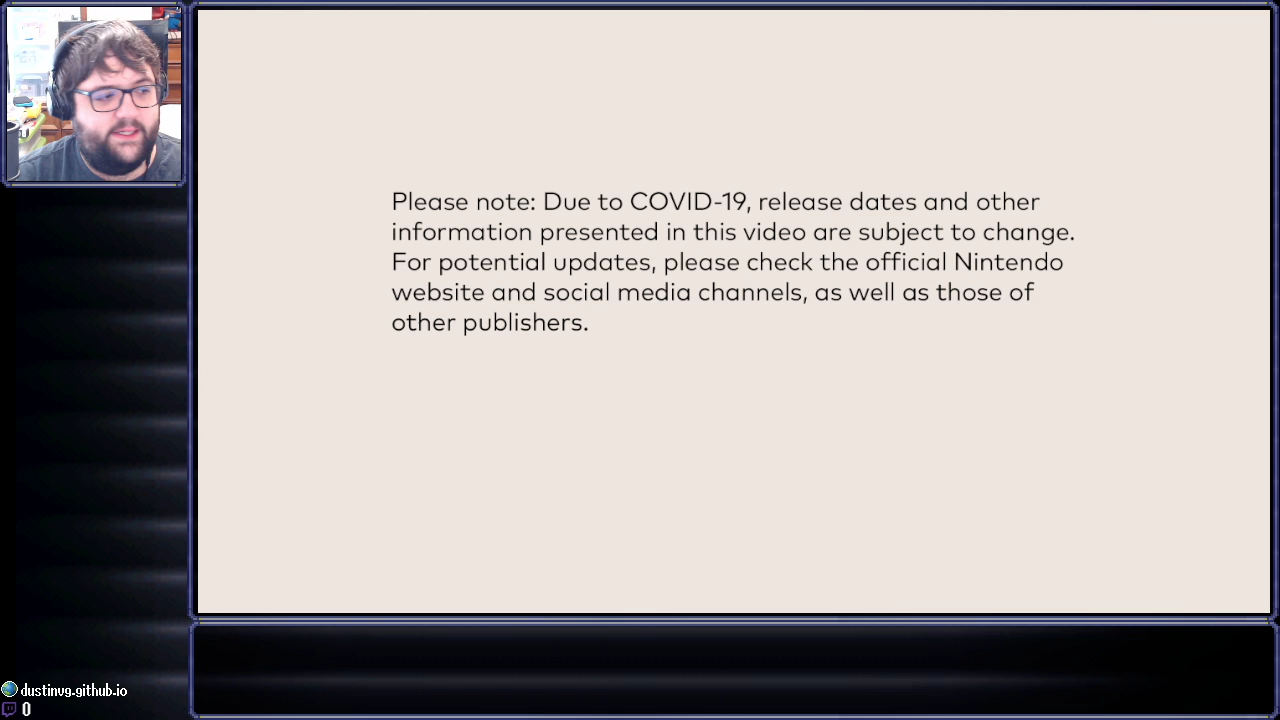 Please note: Due to COVID-19, release dates and other
information presented in this video are subject to change.
For potential updates, please check the official Nintendo
website and social media channels, as well as those of
other publishers.
dustinvg.github.io
0